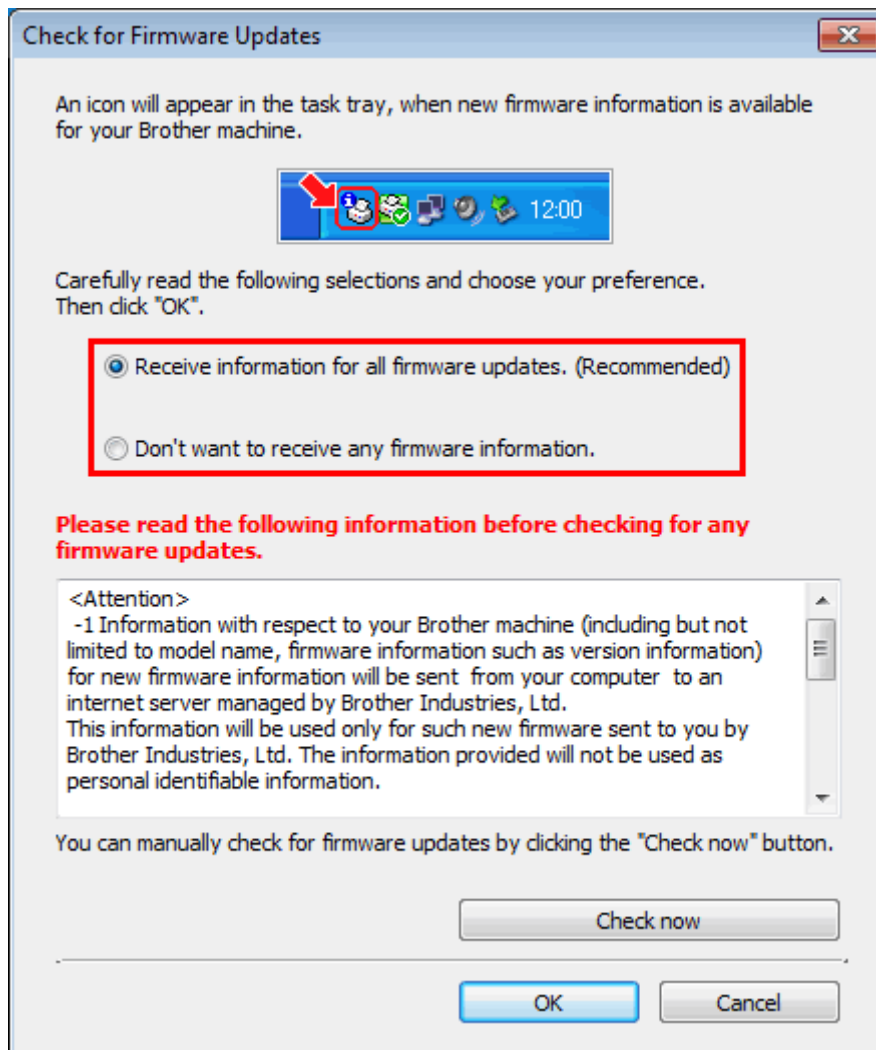 Check for Firmware Updates
An icon will appear in the task tray, when new firmware information is available
for your Brother machine.
12:00
Carefully read the following selections and choose your preference.
Then click "OK".
Receive information for all firmware updates. (Recommended)
Don't want to receive any firmware information.
Please read the following information before checking for any
firmware updates.
<Attention>
-1 Information with respect to your Brother machine (including but not
limited to model name, firmware information such as version information)
for new firmware information will be sent  from your computer  to an
internet server managed by Brother Industries, Ltd.
This information will be used only for such new firmware sent to you by
Brother Industries, Ltd. The information provided will not be used as
personal identifiable information.
You can manually check for firmware updates by clicking the "Check now" button.
Check now
OK
Cancel